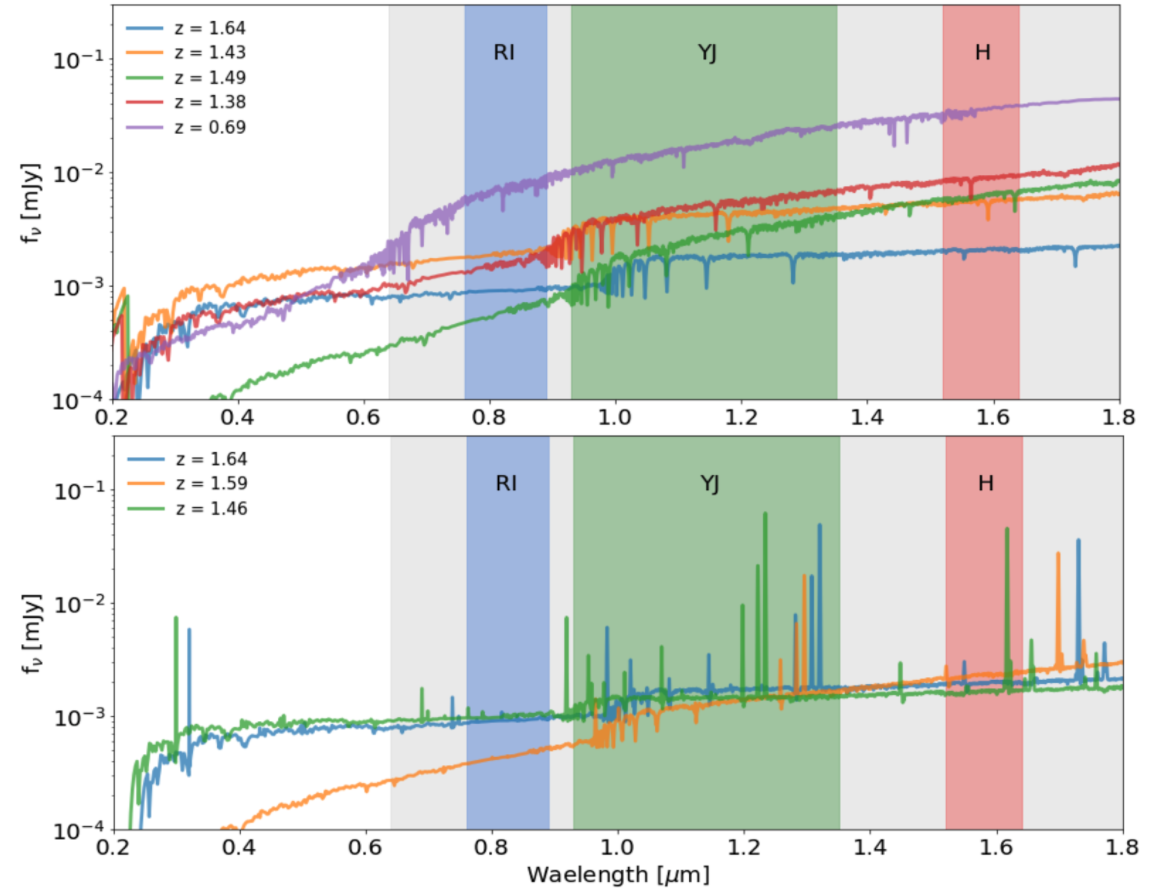 z = 1.64
z = 1.43
z = 1.49
z = 1.38
z = 0.69
RI
YJ
H
10⁻¹
10⁻²
10⁻³
10⁻⁴
fν [mJy]
0.2 0.4 0.6 0.8 1.0 1.2 1.4 1.6 1.8
z = 1.64
z = 1.59
z = 1.46
RI
YJ
H
10⁻¹
10⁻²
10⁻³
10⁻⁴
fν [mJy]
0.2 0.4 0.6 0.8 1.0 1.2 1.4 1.6 1.8
Waelength [μm]